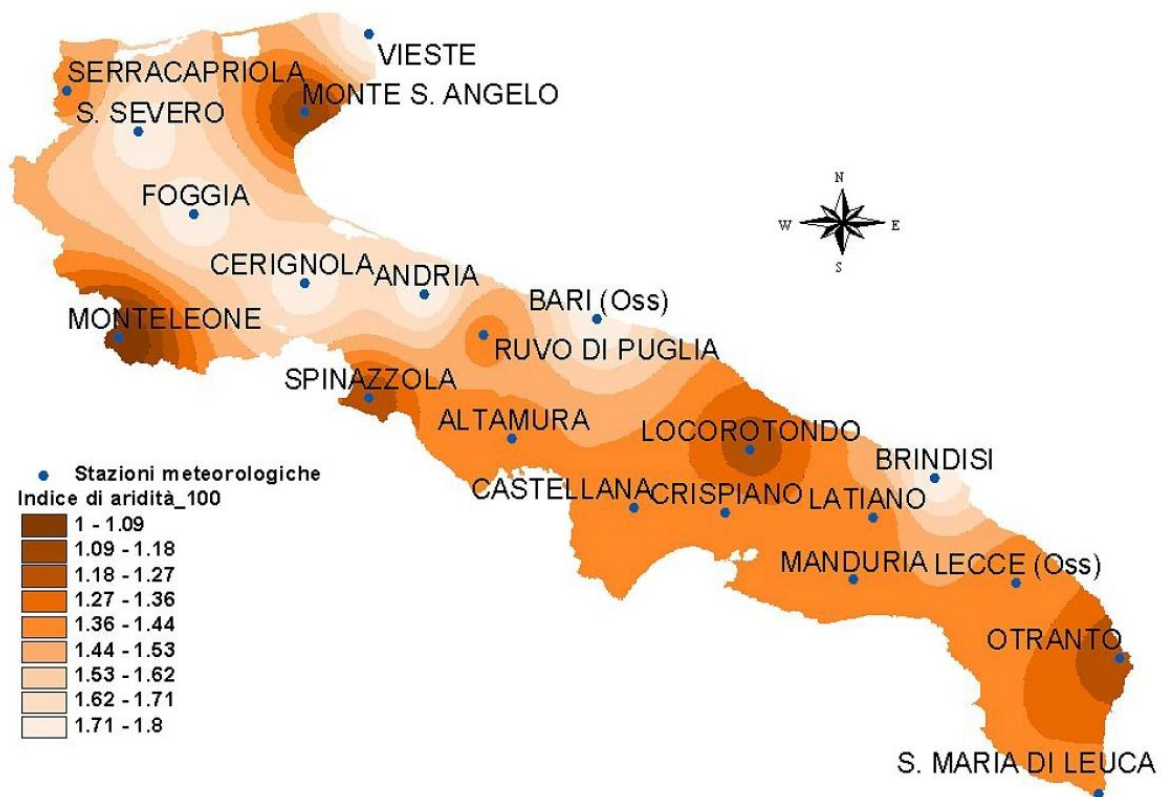 VIESTE
SERRACAPRIOLA
MONTE S. ANGELO
S. SEVERO
FOGGIA
N
W
E
S
CERIGNOLA
ANDRIA
BARI (Oss)
MONTELEONE
RUVO DI PUGLIA
SPINAZZOLA
ALTAMURA
LOCOROTONDO
BRINDISI
CASTELLANA
CRISPIANO
LATIANO
MANDURIA
LECCE (Oss)
OTRANTO
S. MARIA DI LEUCA
Stazioni meteorologiche
Indice di aridità_100
1 - 1.09
1.09 - 1.18
1.18 - 1.27
1.27 - 1.36
1.36 - 1.44
1.44 - 1.53
1.53 - 1.62
1.62 - 1.71
1.71 - 1.8